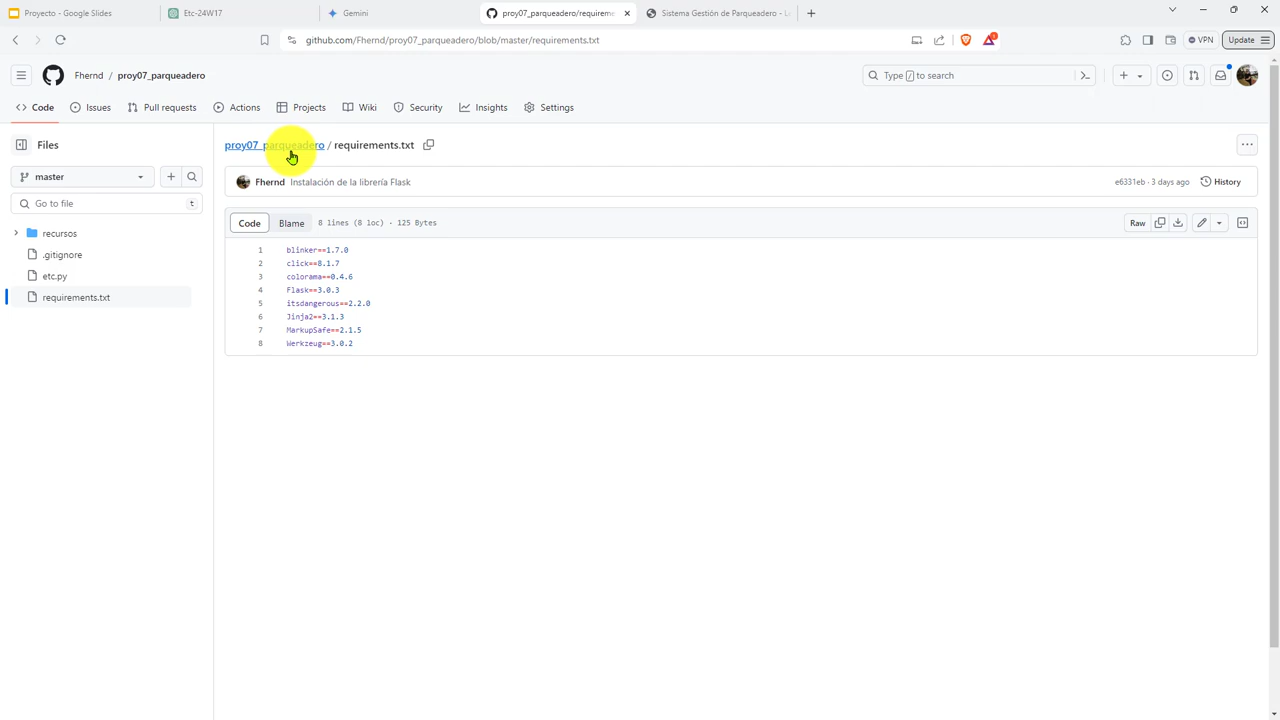 Proyecto - Google Slides
Etc-24W17
Gemini
proy07_parqueadero/requireme
Sistema Gestión de Parqueadero - Lo
github.com/Fhernd/proy07_parqueadero/blob/master/requirements.txt
1
VPN
Update
Fhernd / proy07_parqueadero
Type / to search
Code
Issues
Pull requests
Actions
Projects
Wiki
Security
Insights
Settings
Files
proy07_parqueadero / requirements.txt
master
Fhernd Instalación de la librería Flask
e6331eb · 3 days ago
History
Go to file
t
Code
Blame
8 lines (8 loc) · 125 Bytes
Raw
recursos
.gitignore
etc.py
requirements.txt
1 blinker==1.7.0
2 click==8.1.7
3 colorama==0.4.6
4 Flask==3.0.3
5 itsdangerous==2.2.0
6 Jinja2==3.1.3
7 MarkupSafe==2.1.5
8 Werkzeug==3.0.2